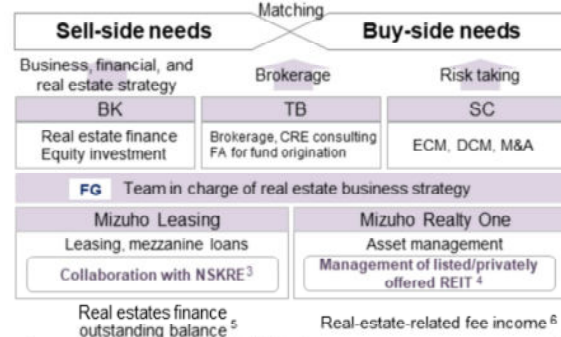 Matching
Sell-side needs Buy-side needs
Business, financial, and
real estate strategy
Brokerage
Risk taking
BK TB SC
Real estate finance
Equity investment
Brokerage, CRE consulting
FA for fund origination
ECM, DCM, M&A
FG Team in charge of real estate business strategy
Mizuho Leasing
Leasing, mezzanine loans
Collaboration with NSKRE3
Mizuho Realty One
Asset management
Management of listed/privately
offered REIT 4
Real estates finance
outstanding balance 5
Real-estate-related fee income 6